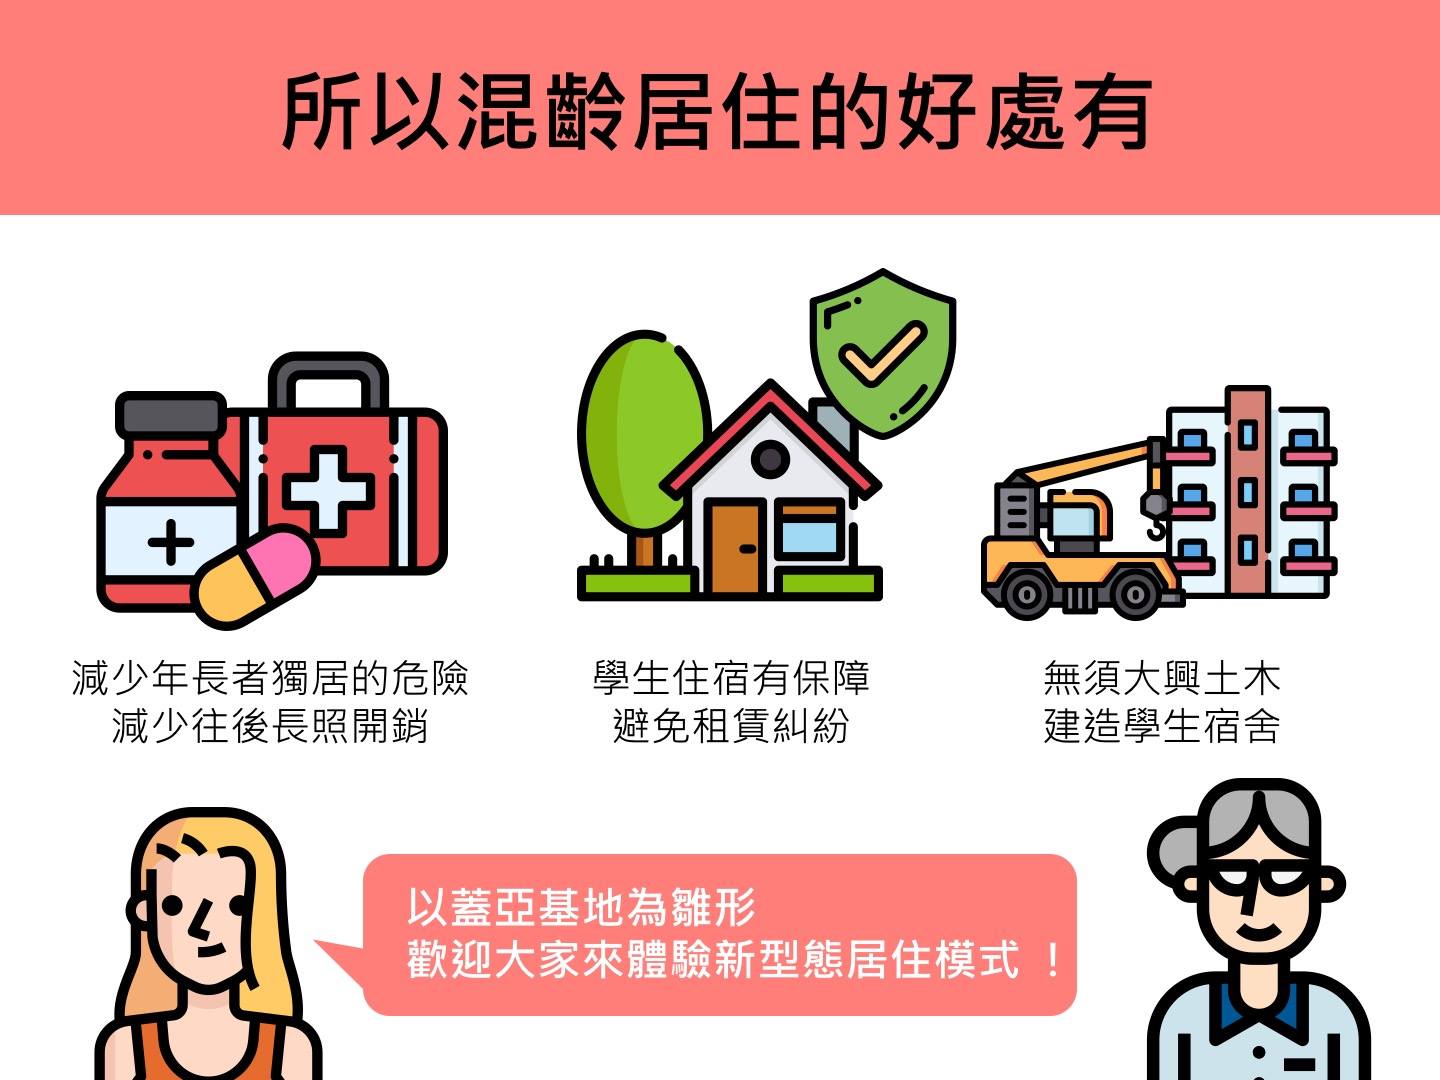 所以混齡居住的好處有
減少年長者獨居的危險
減少往後長照開銷
學生住宿有保障
避免租賃糾紛
無須大興土木
建造學生宿舍
以蓋亞基地為雛形
歡迎大家來體驗新型態居住模式 ！